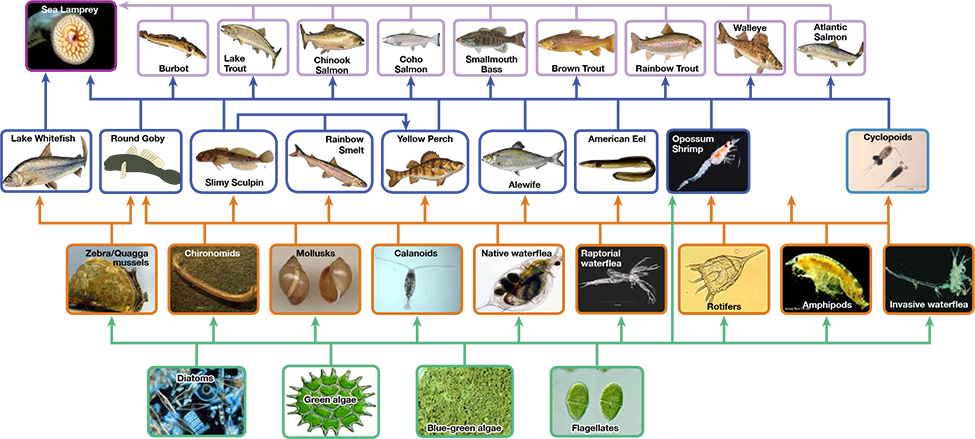 Sea Lamprey
Burbot
Lake
Trout
Chinook
Salmon
Coho
Salmon
Smallmouth
Bass
Brown Trout
Rainbow Trout
Walleye
Atlantic
Salmon
Lake Whitefish
Round Goby
Slimy Sculpin
Rainbow
Smelt
Yellow Perch
Alewife
American Eel
Opossum
Shrimp
Cyclopoids
Zebra/Quagga
mussels
Chironomids
Mollusks
Calanoids
Native waterflea
Raptorial
waterflea
Rotifers
Amphipods
Invasive waterflea
Diatoms
Green algae
Blue-green algae
Flagellates